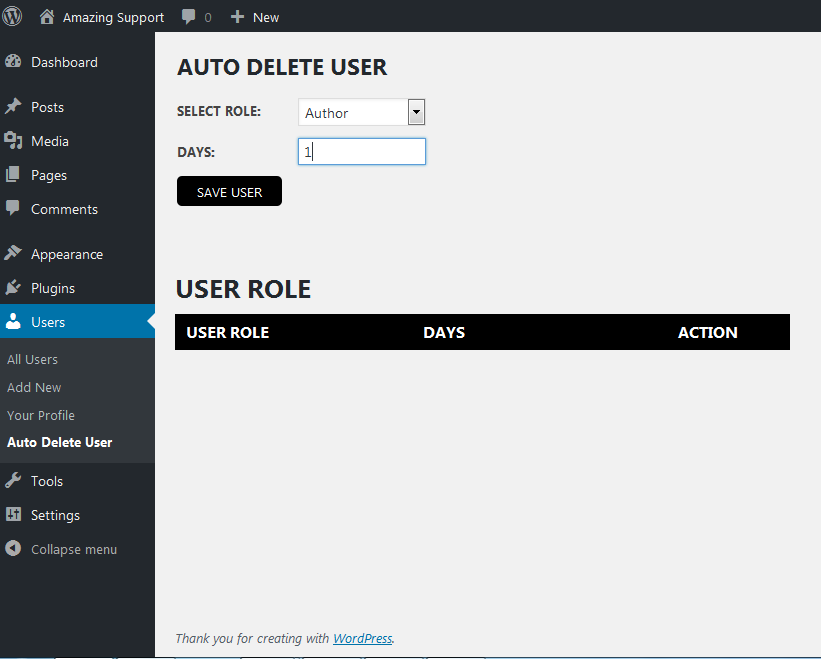 Amazing Support 0 New
Dashboard
Posts
Media
Pages
Comments
Appearance
Plugins
Users
All Users
Add New
Your Profile
Auto Delete User
Tools
Settings
Collapse menu
AUTO DELETE USER
SELECT ROLE: Author
DAYS: 1
SAVE USER
USER ROLE
USER ROLE DAYS ACTION
Thank you for creating with WordPress.